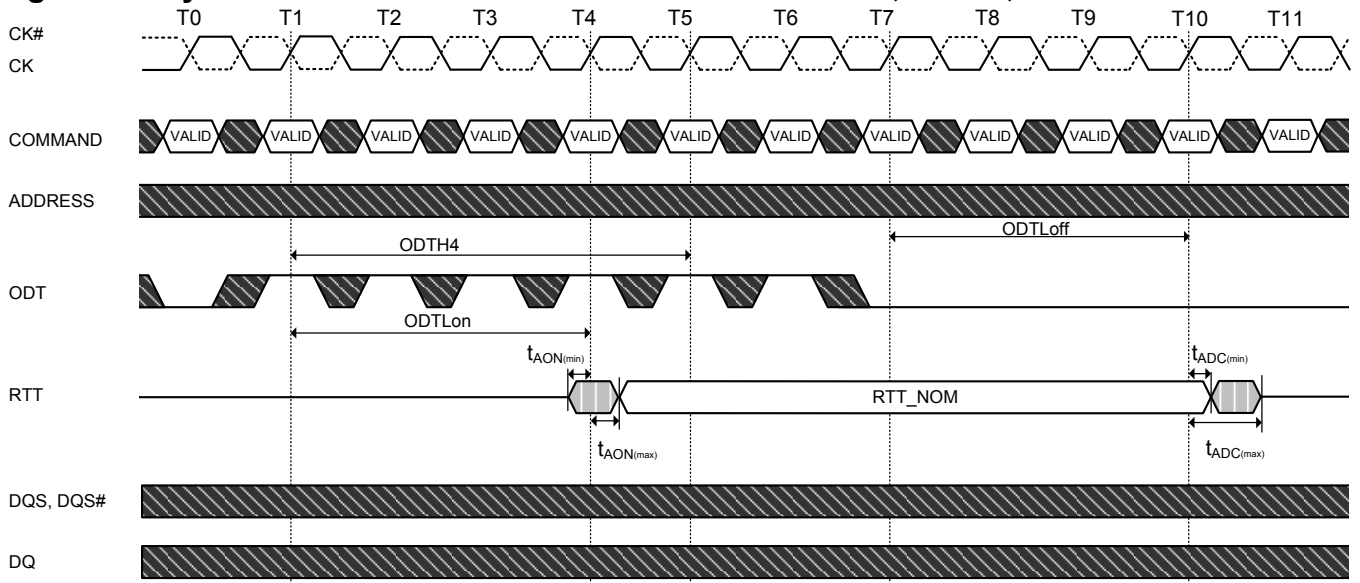 T0 T1 T2 T3 T4 T5 T6 T7 T8 T9 T10 T11
CK#
CK
COMMAND VALID VALID VALID VALID VALID VALID VALID VALID VALID VALID VALID VALID
ADDRESS
ODTLoff
ODTH4
ODT
ODTLon
tAON(min) tADC(min)
RTT RTT_NOM
tAON(max) tADC(max)
DQS, DQS#
DQ